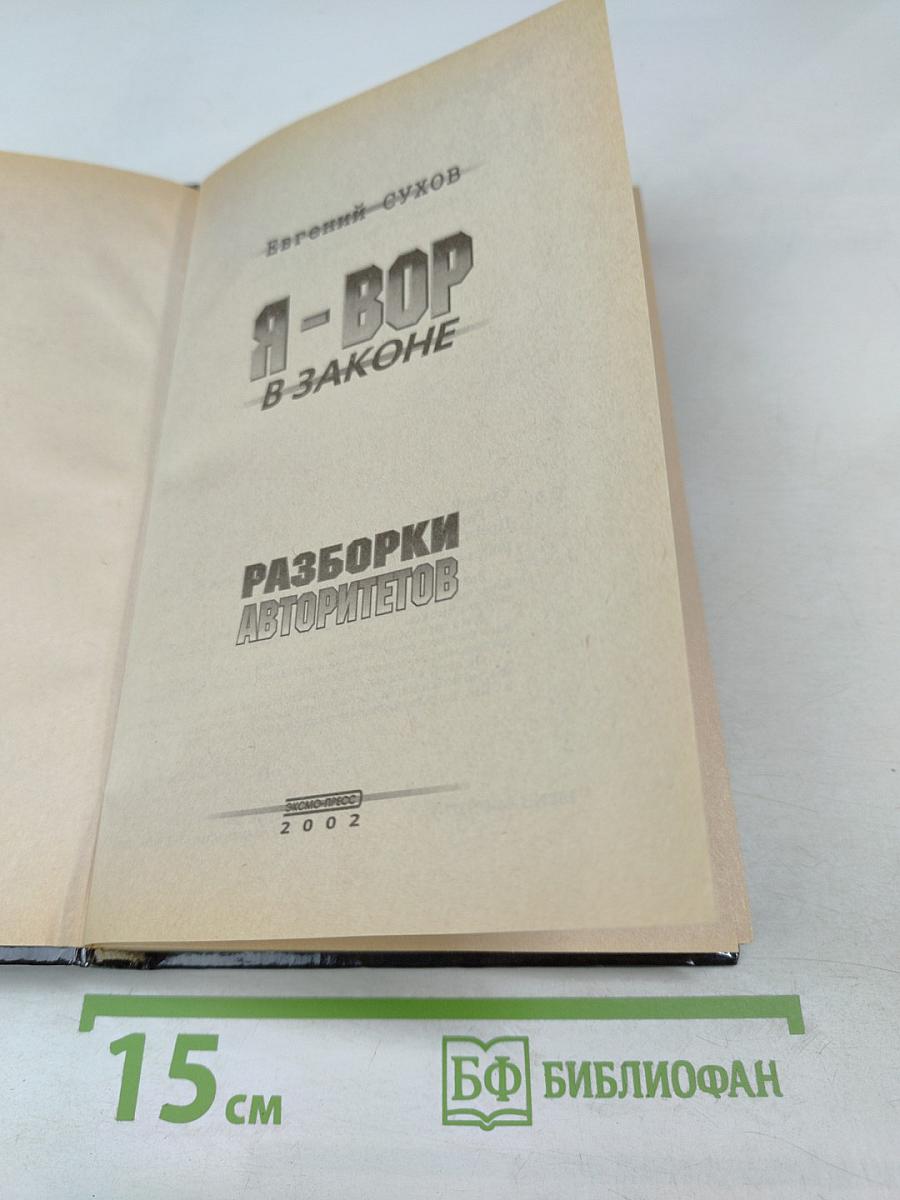 Евгений СУХОВ
Я - ВОР
В ЗАКОНЕ
РАЗБОРКИ
АВТОРИТЕТОВ
ЭКСМО-ПРЕСС
2002
15 см
БФ БИБЛИОФАН